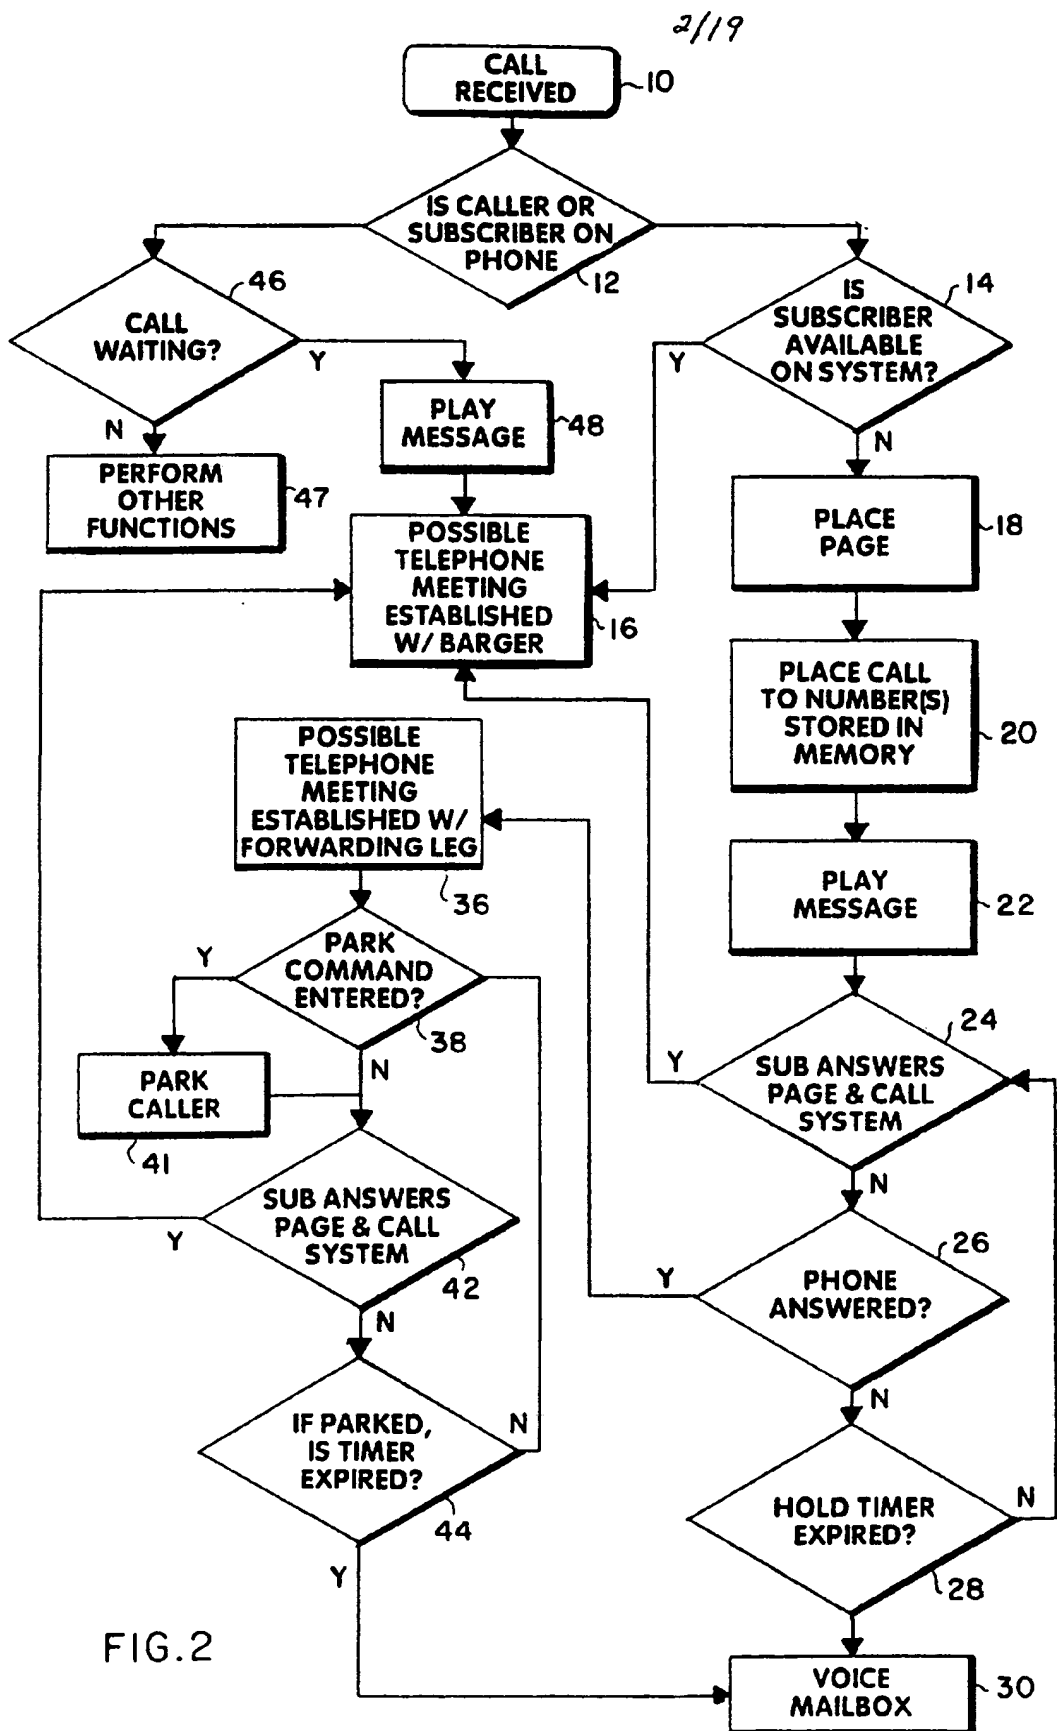 2/19
CALL
RECEIVED
10
IS CALLER OR
SUBSCRIBER ON
PHONE
12
46
CALL
WAITING?
Y
N
14
IS
SUBSCRIBER
AVAILABLE
ON SYSTEM?
Y
N
PLAY
MESSAGE
48
PERFORM
OTHER
FUNCTIONS
47
PLACE
PAGE
18
POSSIBLE
TELEPHONE
MEETING
ESTABLISHED
W/ BARGER
16
PLACE CALL
TO NUMBER(S)
STORED IN
MEMORY
20
POSSIBLE
TELEPHONE
MEETING
ESTABLISHED W/
FORWARDING LEG
36
PLAY
MESSAGE
22
PARK
COMMAND
ENTERED?
Y
38
N
24
SUB ANSWERS
PAGE & CALL
SYSTEM
Y
N
PARK
CALLER
41
SUB ANSWERS
PAGE & CALL
SYSTEM
Y
42
N
26
PHONE
ANSWERED?
Y
N
IF PARKED,
IS TIMER
EXPIRED?
N
44
Y
HOLD TIMER
EXPIRED?
N
28
VOICE
MAILBOX
30
FIG.2